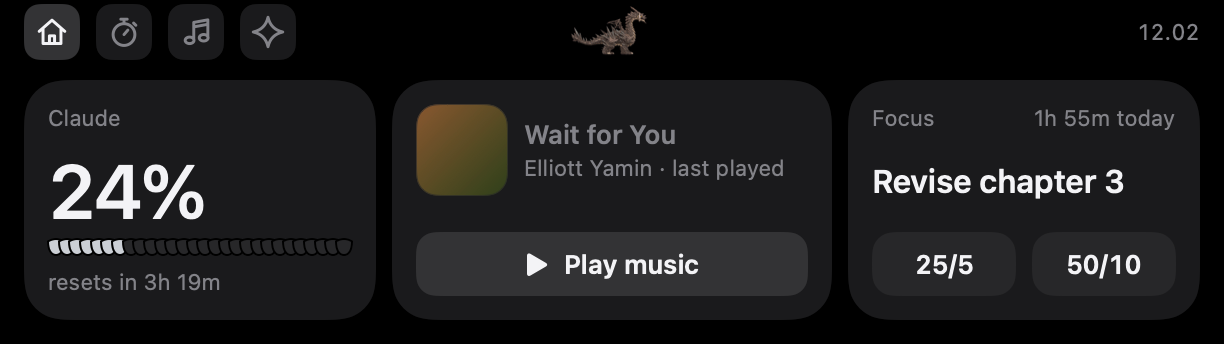 12.02
Claude
24%
resets in 3h 19m
Wait for You
Elliott Yamin · last played
Play music
Focus
1h 55m today
Revise chapter 3
25/5
50/10